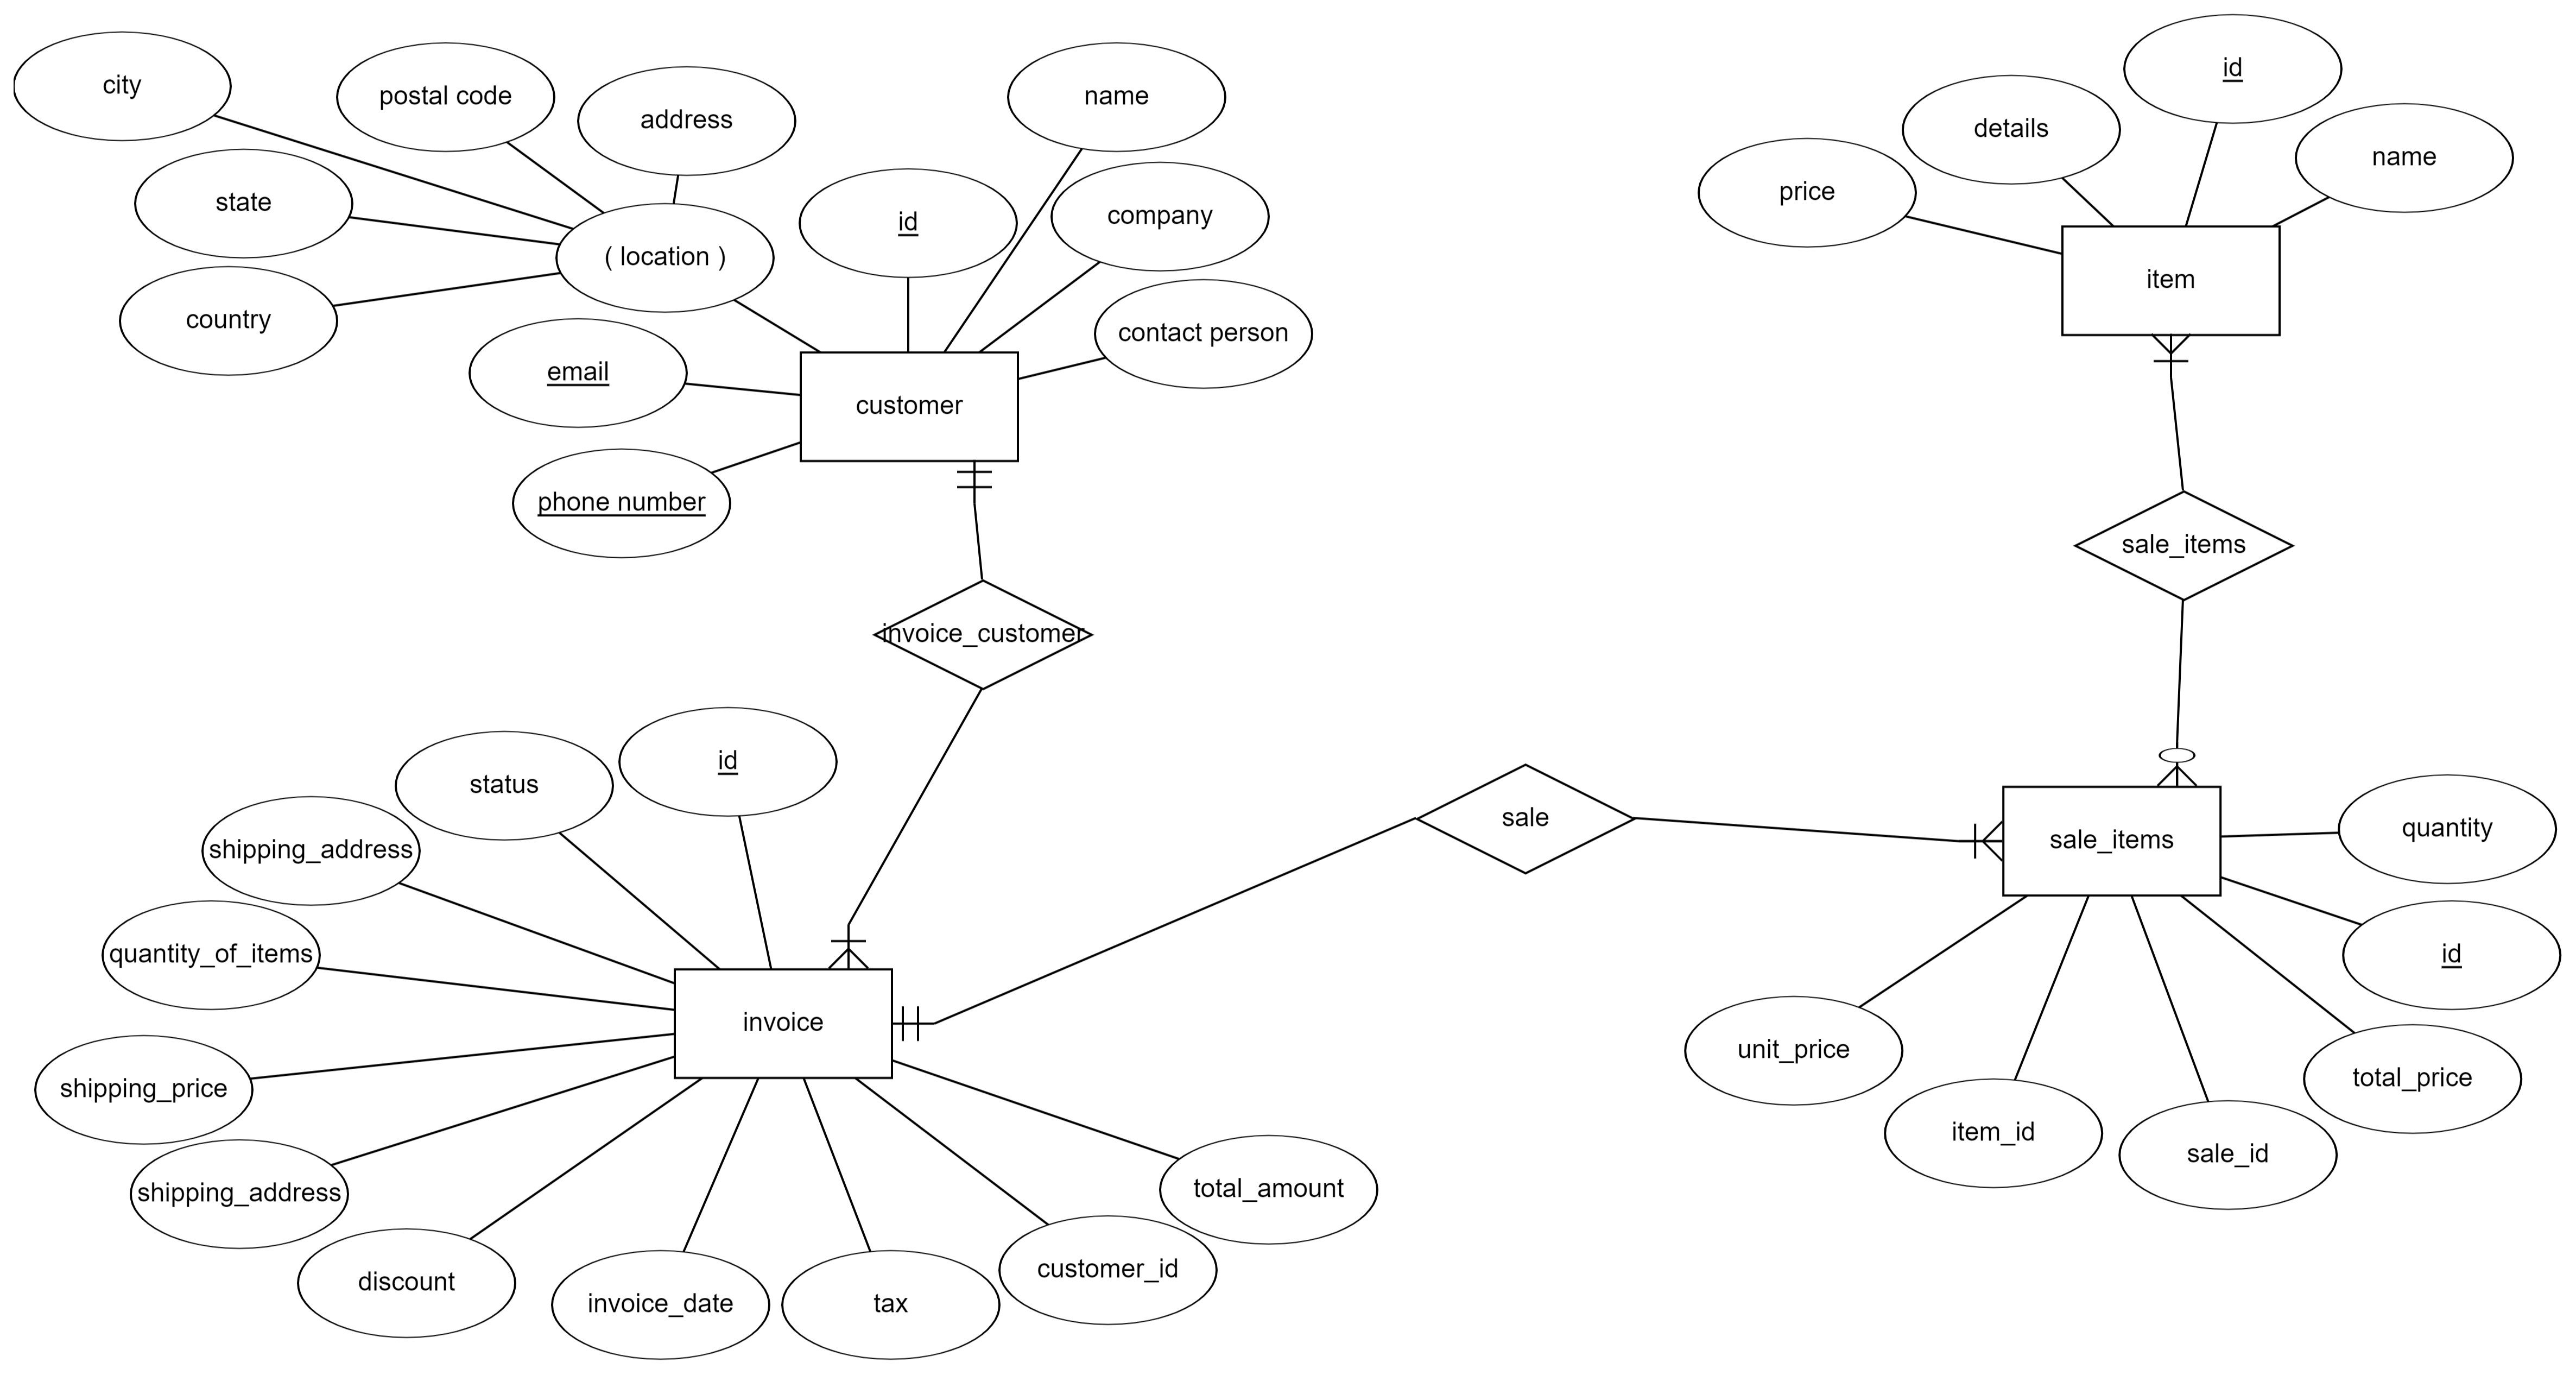 city
postal code
address
name
id
details
id
name
price
state
( location )
id
company
country
contact person
item
email
customer
phone number
sale_items
invoice_customer
status
id
sale
shipping_address
sale_items
quantity
quantity_of_items
id
invoice
shipping_price
unit_price
total_price
shipping_address
item_id
sale_id
total_amount
discount
invoice_date
tax
customer_id